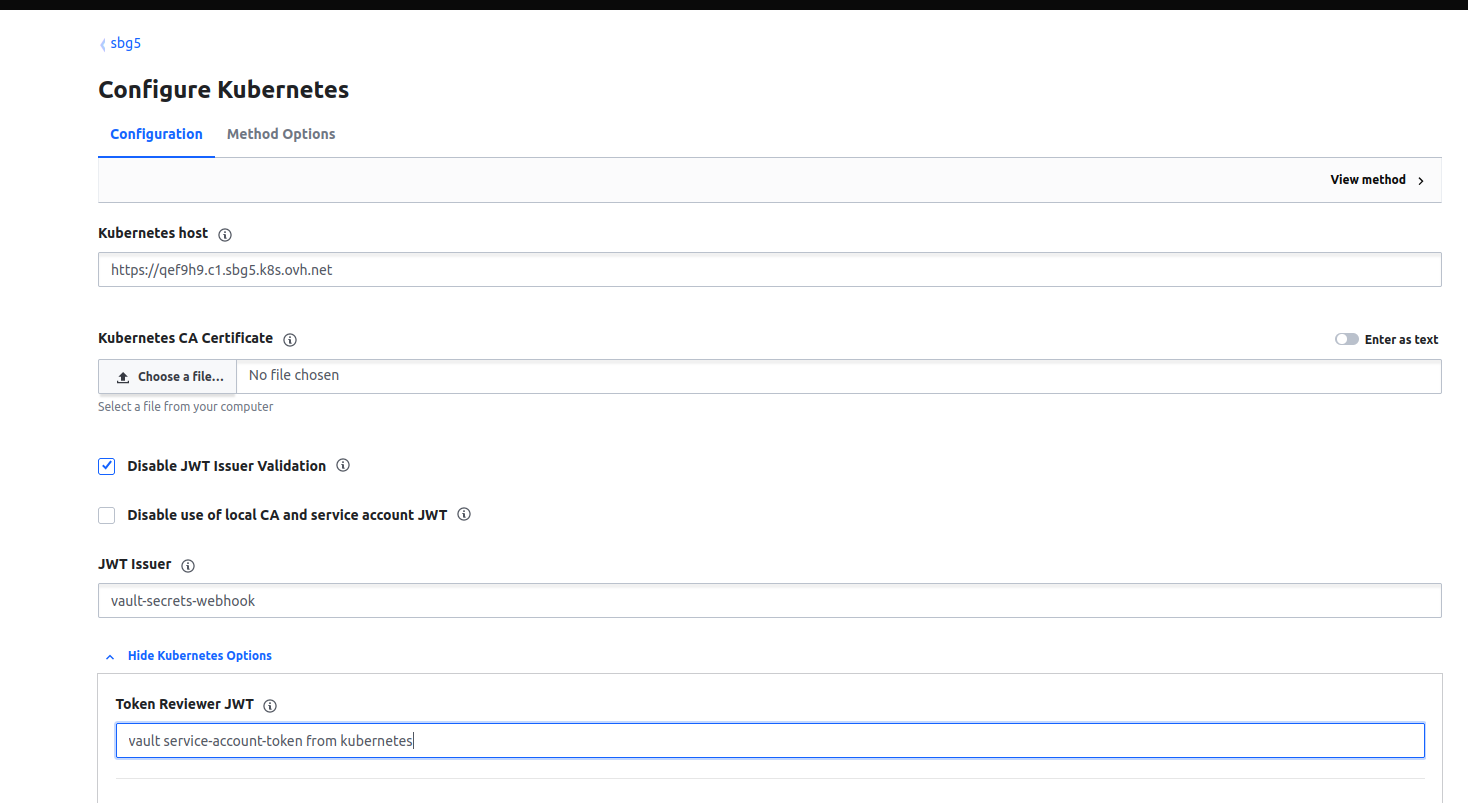 sbg5
Configure Kubernetes
Configuration Method Options
View method
Kubernetes host
https://qef9h9.c1.sbg5.k8s.ovh.net
Kubernetes CA Certificate
Enter as text
Choose a file... No file chosen
Select a file from your computer
Disable JWT Issuer Validation
Disable use of local CA and service account JWT
JWT Issuer
vault-secrets-webhook
Hide Kubernetes Options
Token Reviewer JWT
vault service-account-token from kubernetes